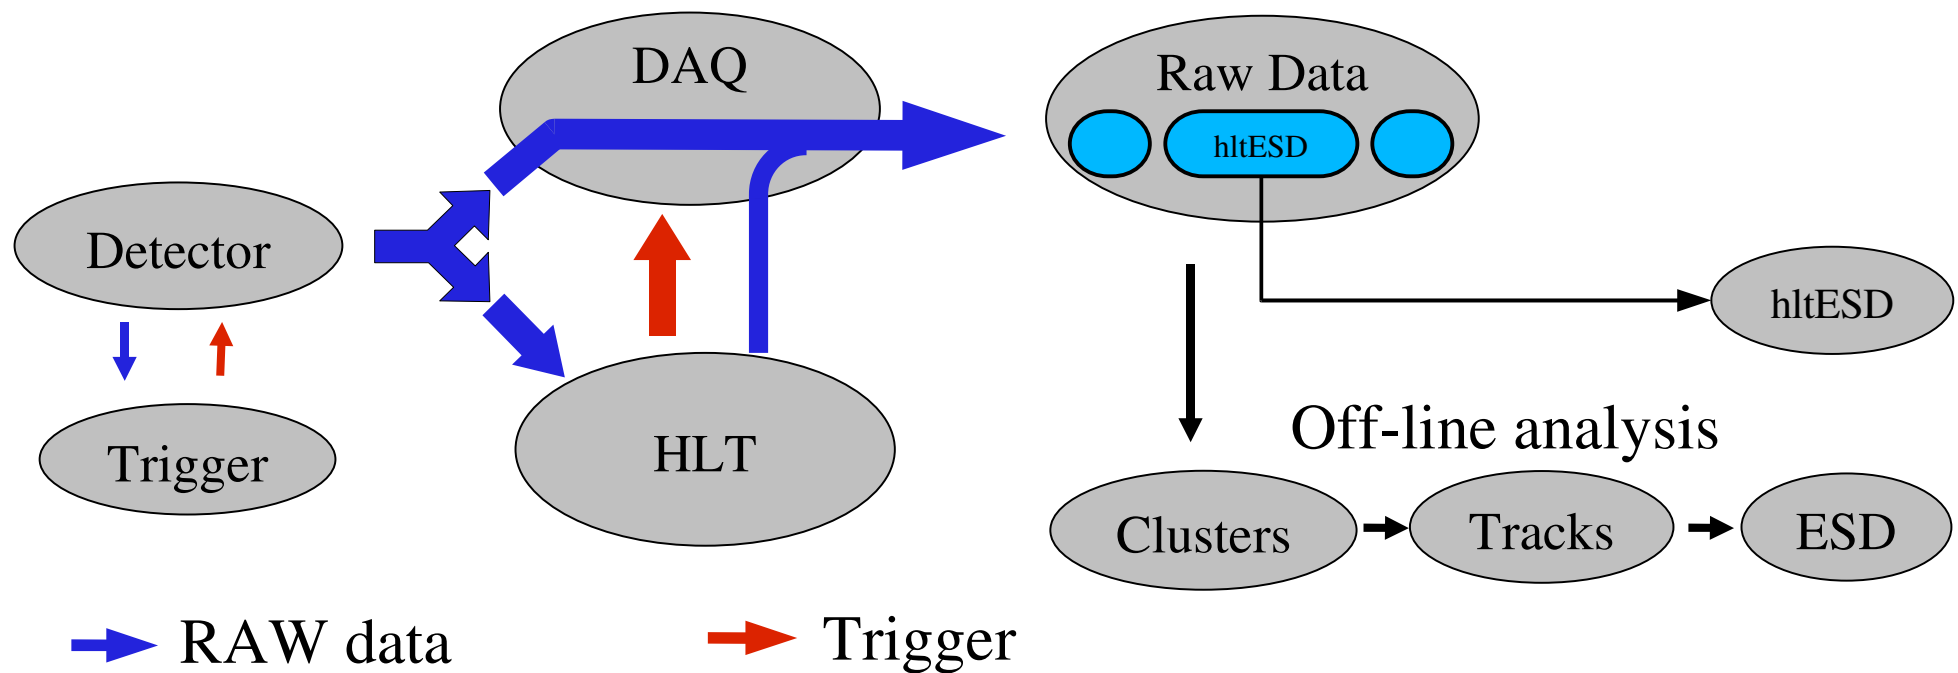 DAQ
Raw Data
hltESD
Detector
hltESD
Off-line analysis
Trigger
HLT
Clusters
Tracks
ESD
RAW data
Trigger